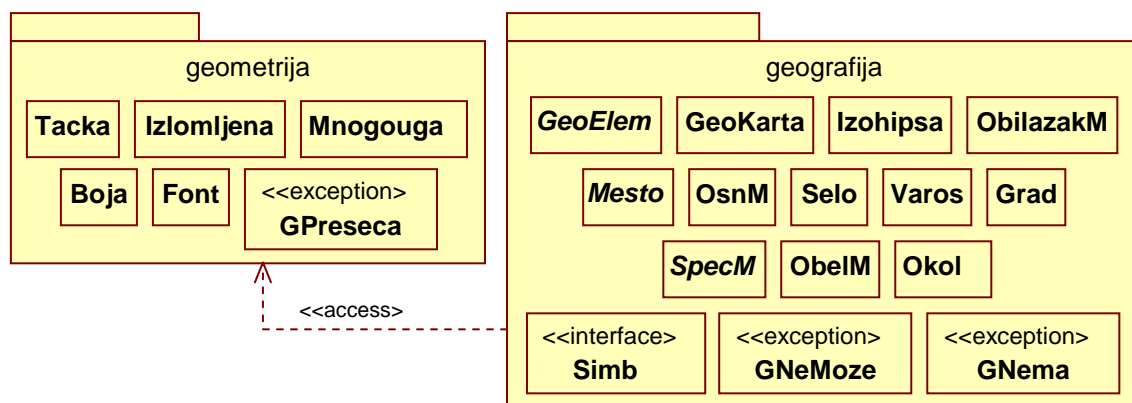 geometrija
Tacka Izlomljena Mnogouga
Boja Font <<exception>>
GPreseca
<<access>>
geografija
GeoElem GeoKarta Izohipsa ObilazakM
Mesto OsnM Selo Varos Grad
SpecM ObelM Okol
<<interface>> <<exception>> <<exception>>
Simb GNeMoze GNema